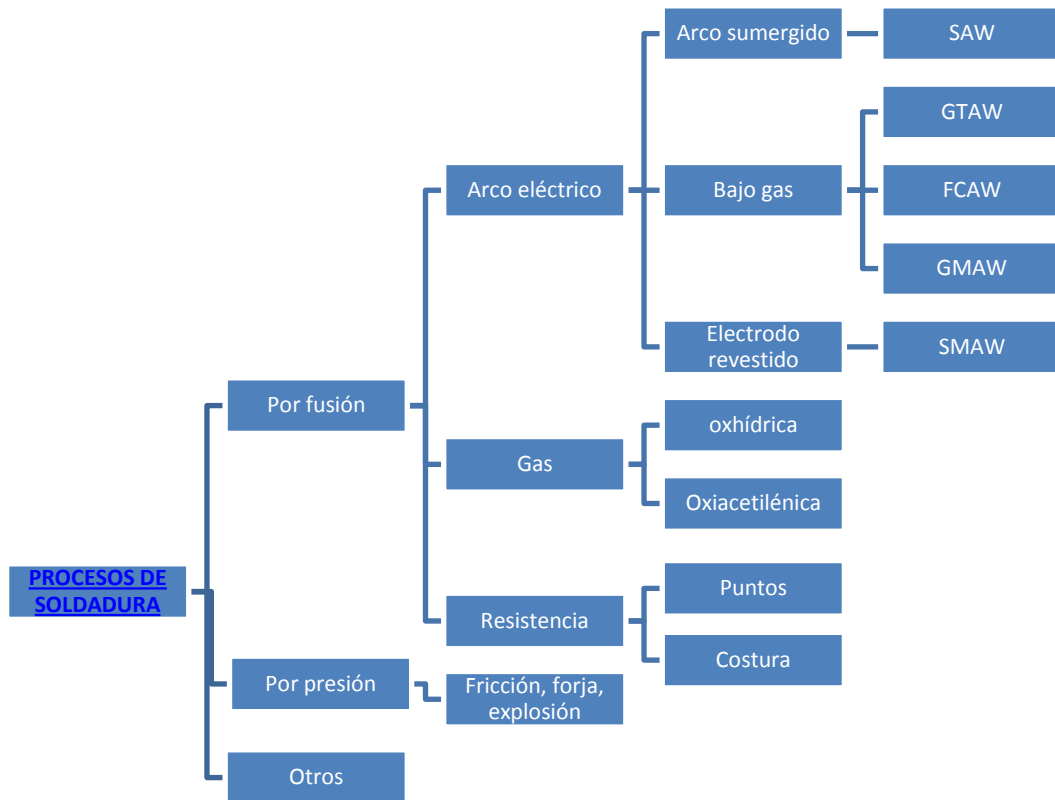 Arco sumergido
SAW
GTAW
Arco eléctrico
Bajo gas
FCAW
GMAW
Electrodo
revestido
SMAW
Por fusión
oxhídrica
Gas
Oxiacetilénica
PROCESOS DE
SOLDADURA
Puntos
Resistencia
Costura
Por presión
Fricción, forja,
explosión
Otros